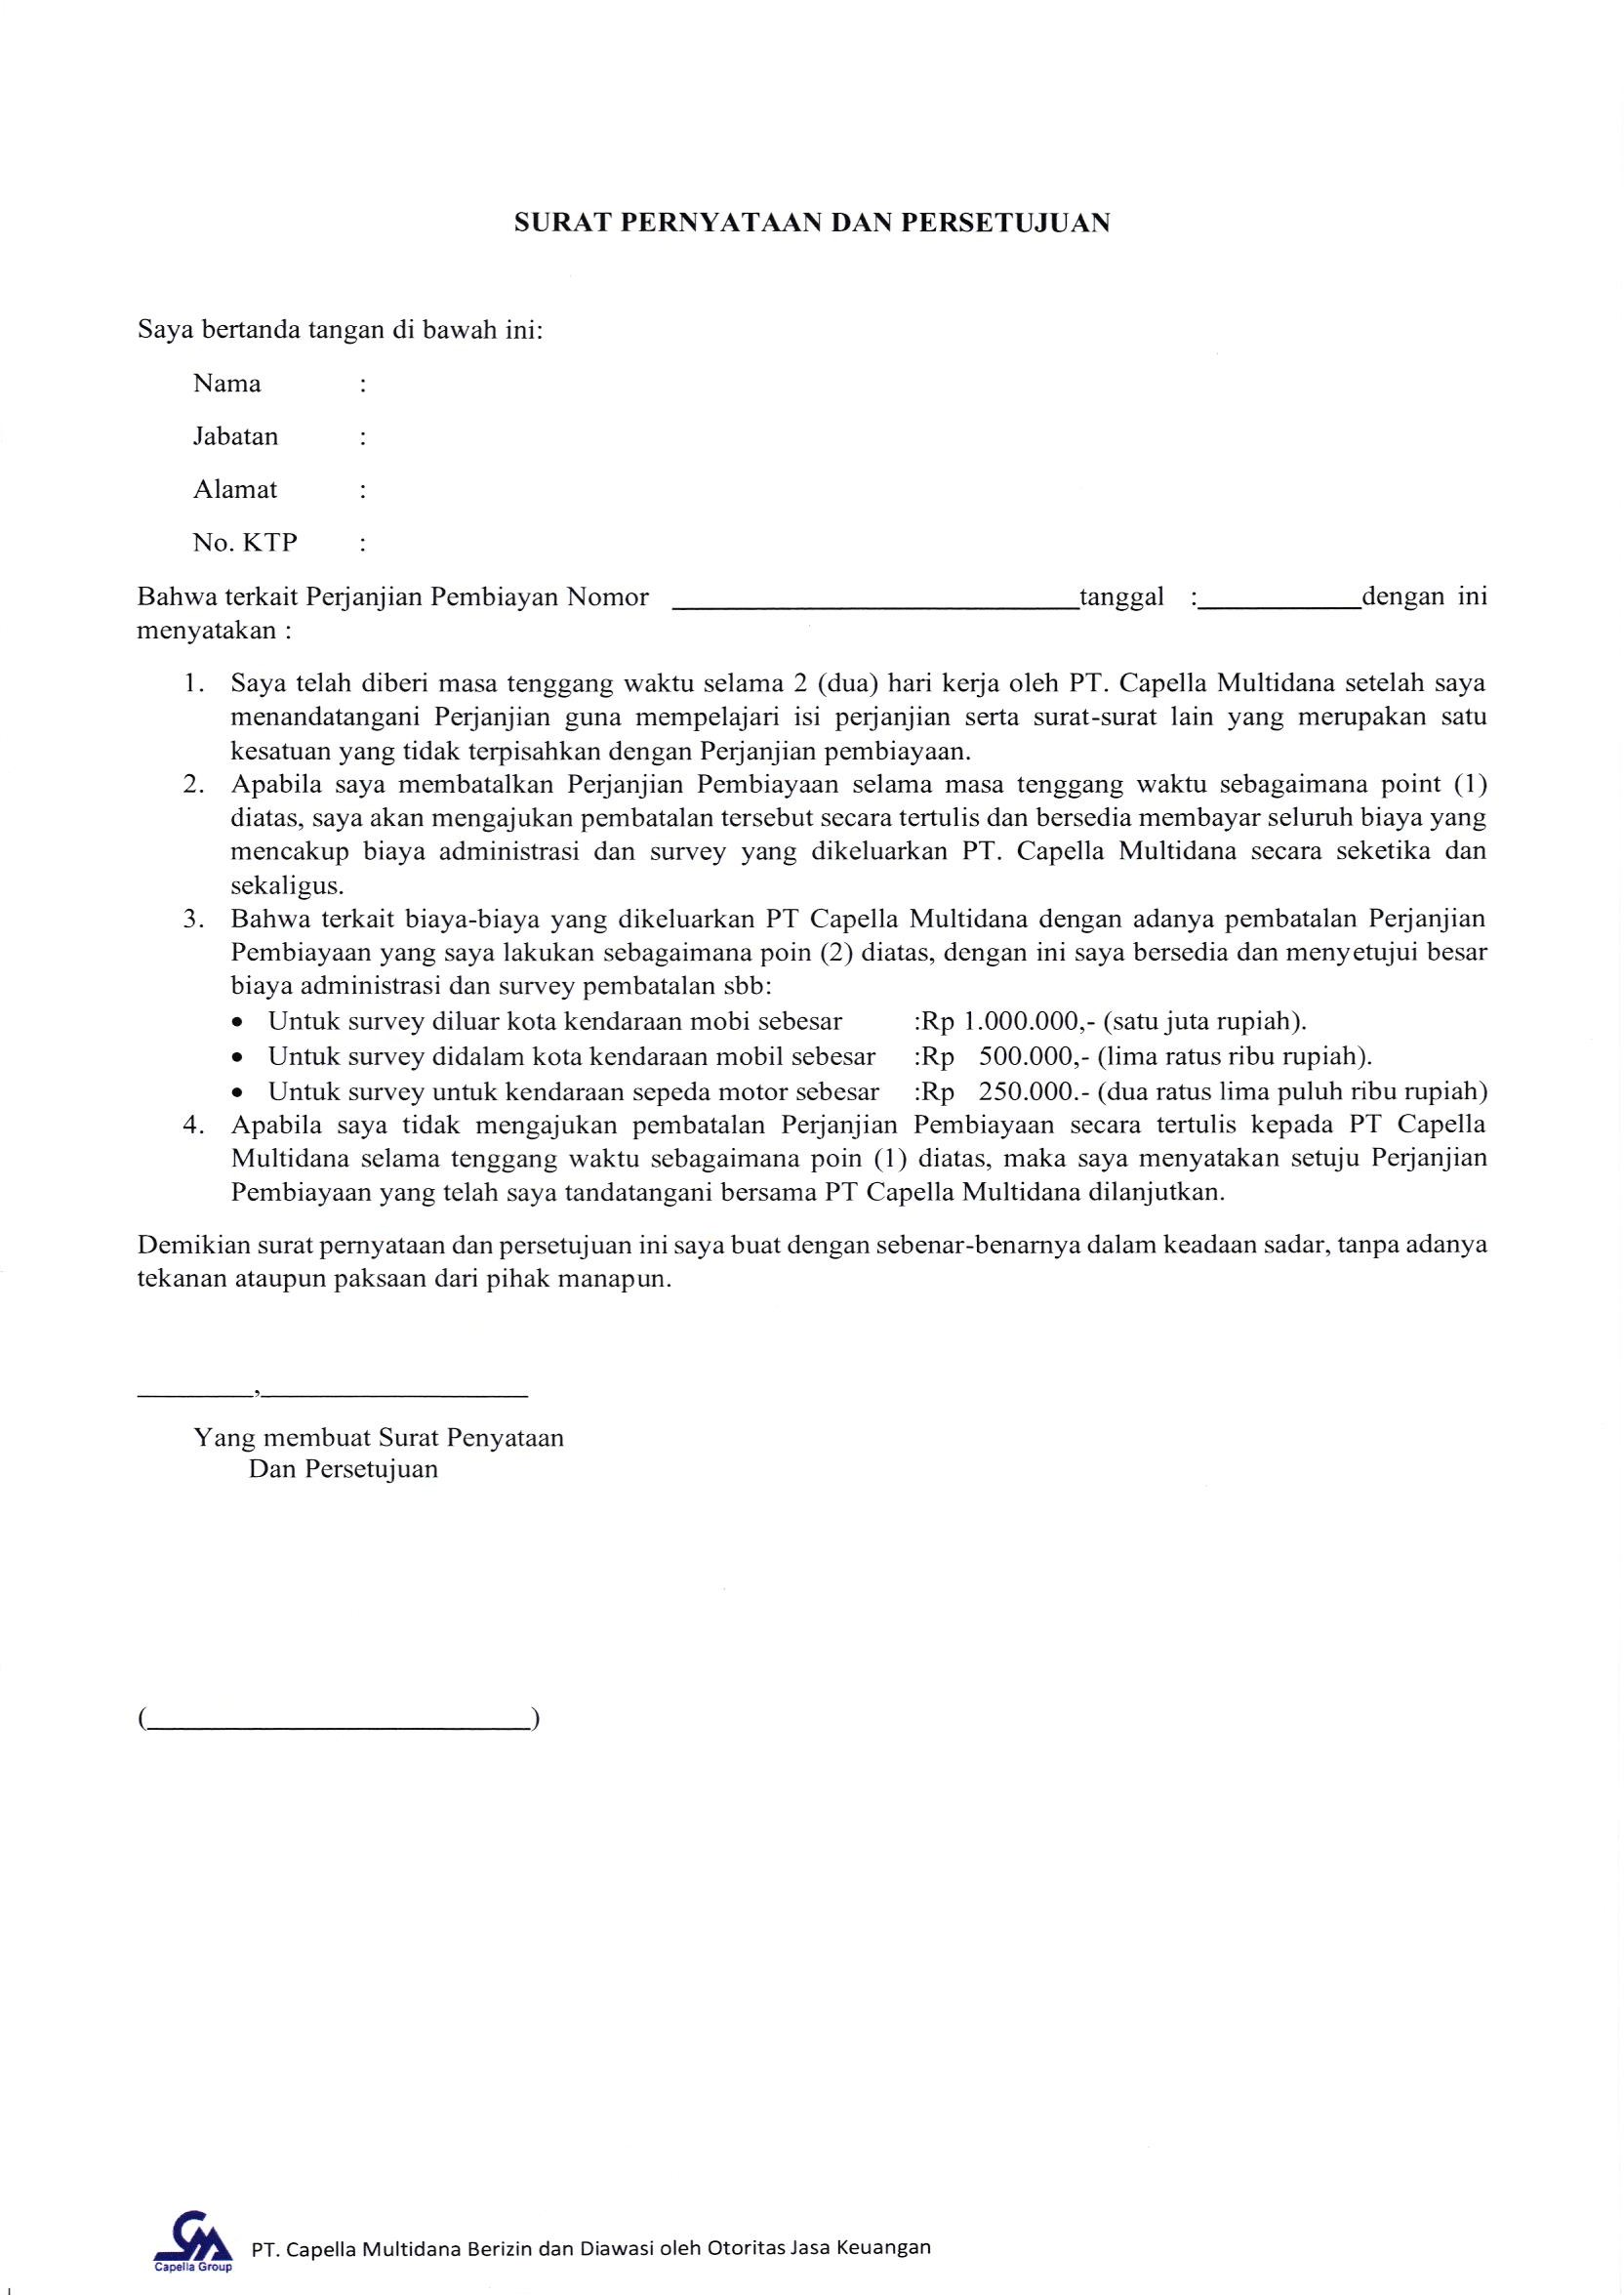 SURAT PERNYATAAN DAN PERSETUJUAN
Saya bertanda tangan di bawah ini:
Nama :
Jabatan :
Alamat :
No. KTP :
Bahwa terkait Perjanjian Pembiayan Nomor ____________________________tanggal :___________dengan ini
menyatakan :
1. Saya telah diberi masa tenggang waktu selama 2 (dua) hari kerja oleh PT. Capella Multidana setelah saya
menandatangani Perjanjian guna mempelajari isi perjanjian serta surat-surat lain yang merupakan satu
kesatuan yang tidak terpisahkan dengan Perjanjian pembiayaan.
2. Apabila saya membatalkan Perjanjian Pembiayaan selama masa tenggang waktu sebagaimana point (1)
diatas, saya akan mengajukan pembatalan tersebut secara tertulis dan bersedia membayar seluruh biaya yang
mencakup biaya administrasi dan survey yang dikeluarkan PT. Capella Multidana secara seketika dan
sekaligus.
3. Bahwa terkait biaya-biaya yang dikeluarkan PT Capella Multidana dengan adanya pembatalan Perjanjian
Pembiayaan yang saya lakukan sebagaimana poin (2) diatas, dengan ini saya bersedia dan menyetujui besar
biaya administrasi dan survey pembatalan sbb:
• Untuk survey diluar kota kendaraan mobi sebesar :Rp 1.000.000,- (satu juta rupiah).
• Untuk survey didalam kota kendaraan mobil sebesar :Rp 500.000,- (lima ratus ribu rupiah).
• Untuk survey untuk kendaraan sepeda motor sebesar :Rp 250.000.- (dua ratus lima puluh ribu rupiah)
4. Apabila saya tidak mengajukan pembatalan Perjanjian Pembiayaan secara tertulis kepada PT Capella
Multidana selama tenggang waktu sebagaimana poin (1) diatas, maka saya menyatakan setuju Perjanjian
Pembiayaan yang telah saya tandatangani bersama PT Capella Multidana dilanjutkan.
Demikian surat pernyataan dan persetujuan ini saya buat dengan sebenar-benarnya dalam keadaan sadar, tanpa adanya
tekanan ataupun paksaan dari pihak manapun.
________,__________________
Yang membuat Surat Penyataan
Dan Persetujuan
(__________________________)
CM
Capella Group
PT. Capella Multidana Berizin dan Diawasi oleh Otoritas Jasa Keuangan